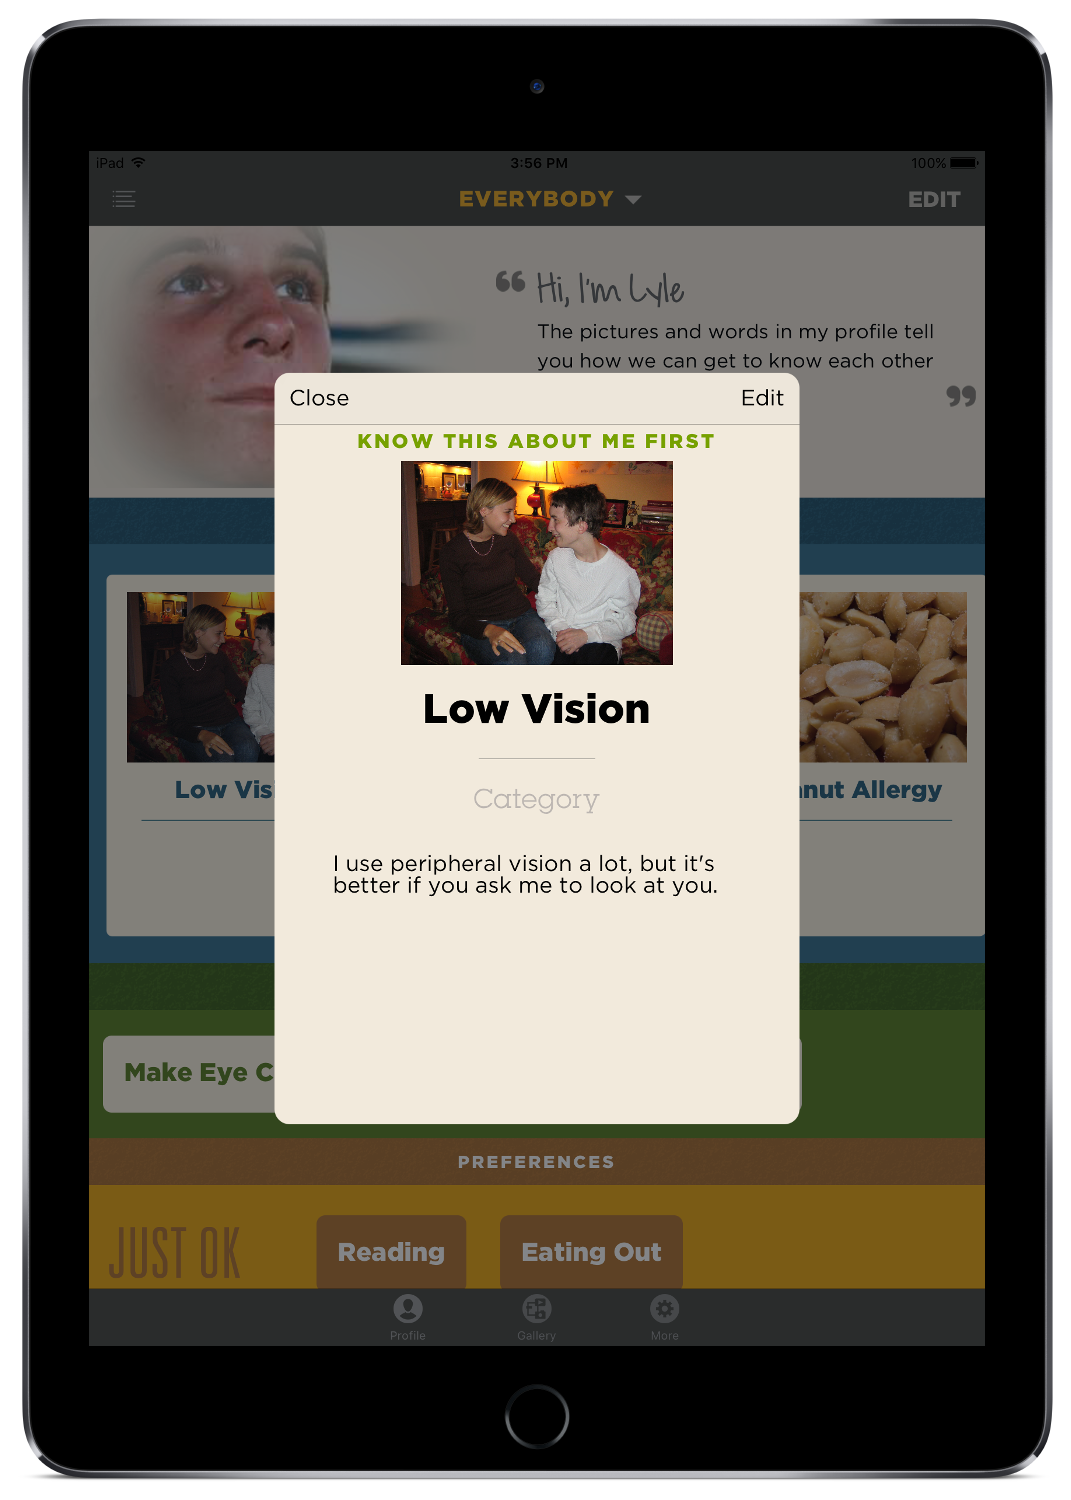 iPad 3:56 PM 100%
EVERYBODY EDIT
Hi, I'm Lyle
The pictures and words in my profile tell
you how we can get to know each other
Close Edit
KNOW THIS ABOUT ME FIRST
Low Vision
Category
I use peripheral vision a lot, but it's
better if you ask me to look at you.
Low Vis
nut Allergy
Make Eye C
PREFERENCES
JUST OK Reading Eating Out
Profile Gallery More